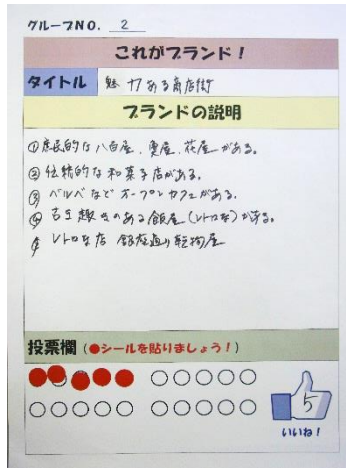 グループNO. 2
これがブランド！
タイトル 魅力ある商店街
ブランドの説明
①庶民的な八百屋、魚屋、花屋がある。
②伝統的な和菓子店がある。
③ベルベなどオープンカフェがある。
④古き趣きのある飯屋(レトロな)がある。
⑤レトロな店 銀座通り乾物屋
投票欄（●シールを貼りましょう！）
5
いいね！